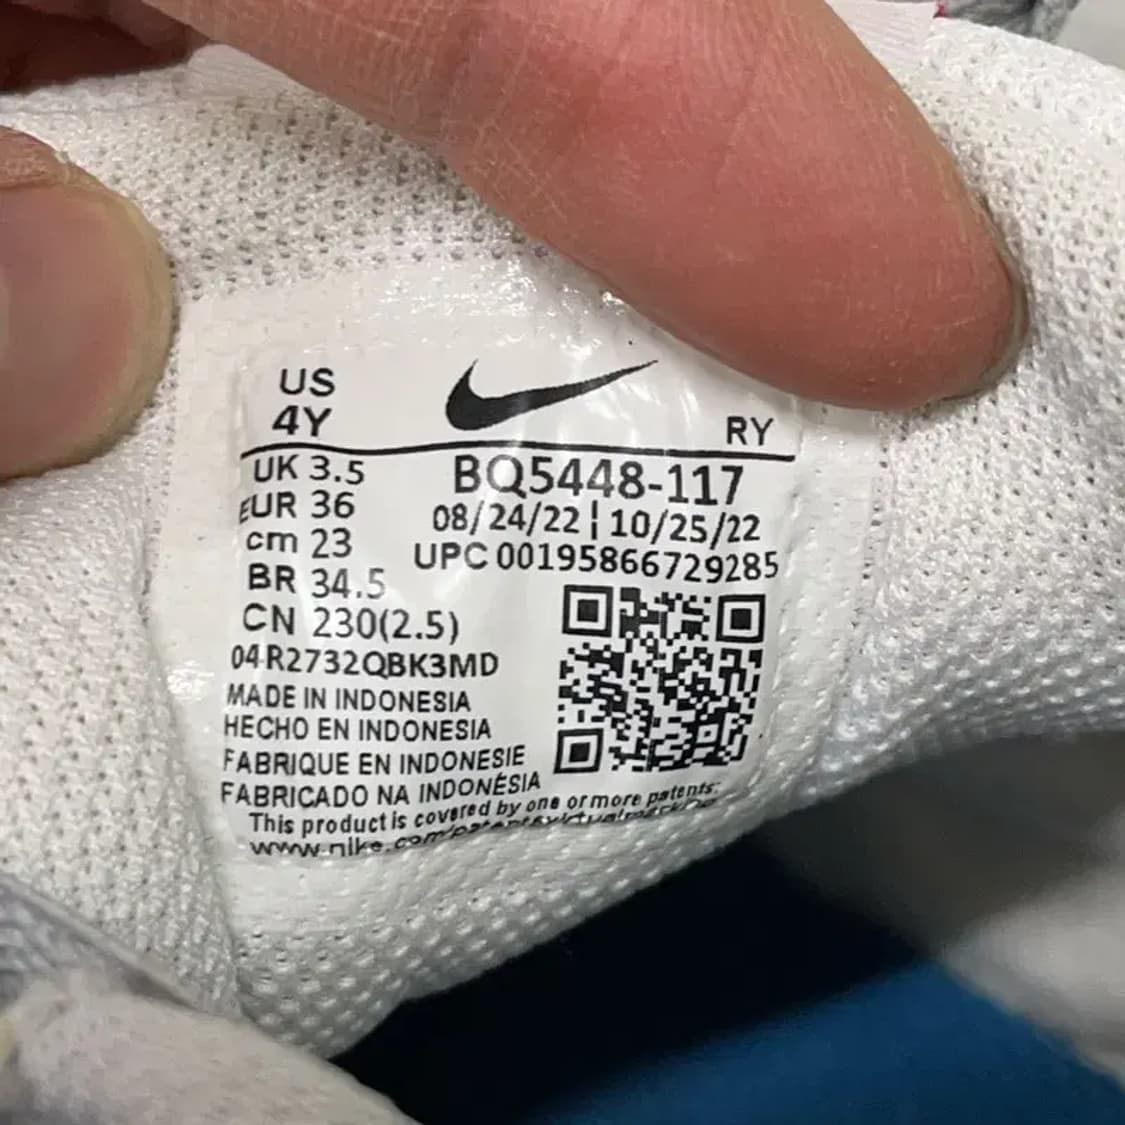 US
4Y
RY
UK 3.5
EUR 36
cm 23
BR 34.5
CN 230(2.5)
BQ5448-117
08/24/22 ¦ 10/25/22
UPC 00195866729285
04R2732QBK3MD
MADE IN INDONESIA
HECHO EN INDONESIA
FABRIQUE EN INDONESIE
FABRICADO NA INDONÉSIA
This product is covered by one or more patents: